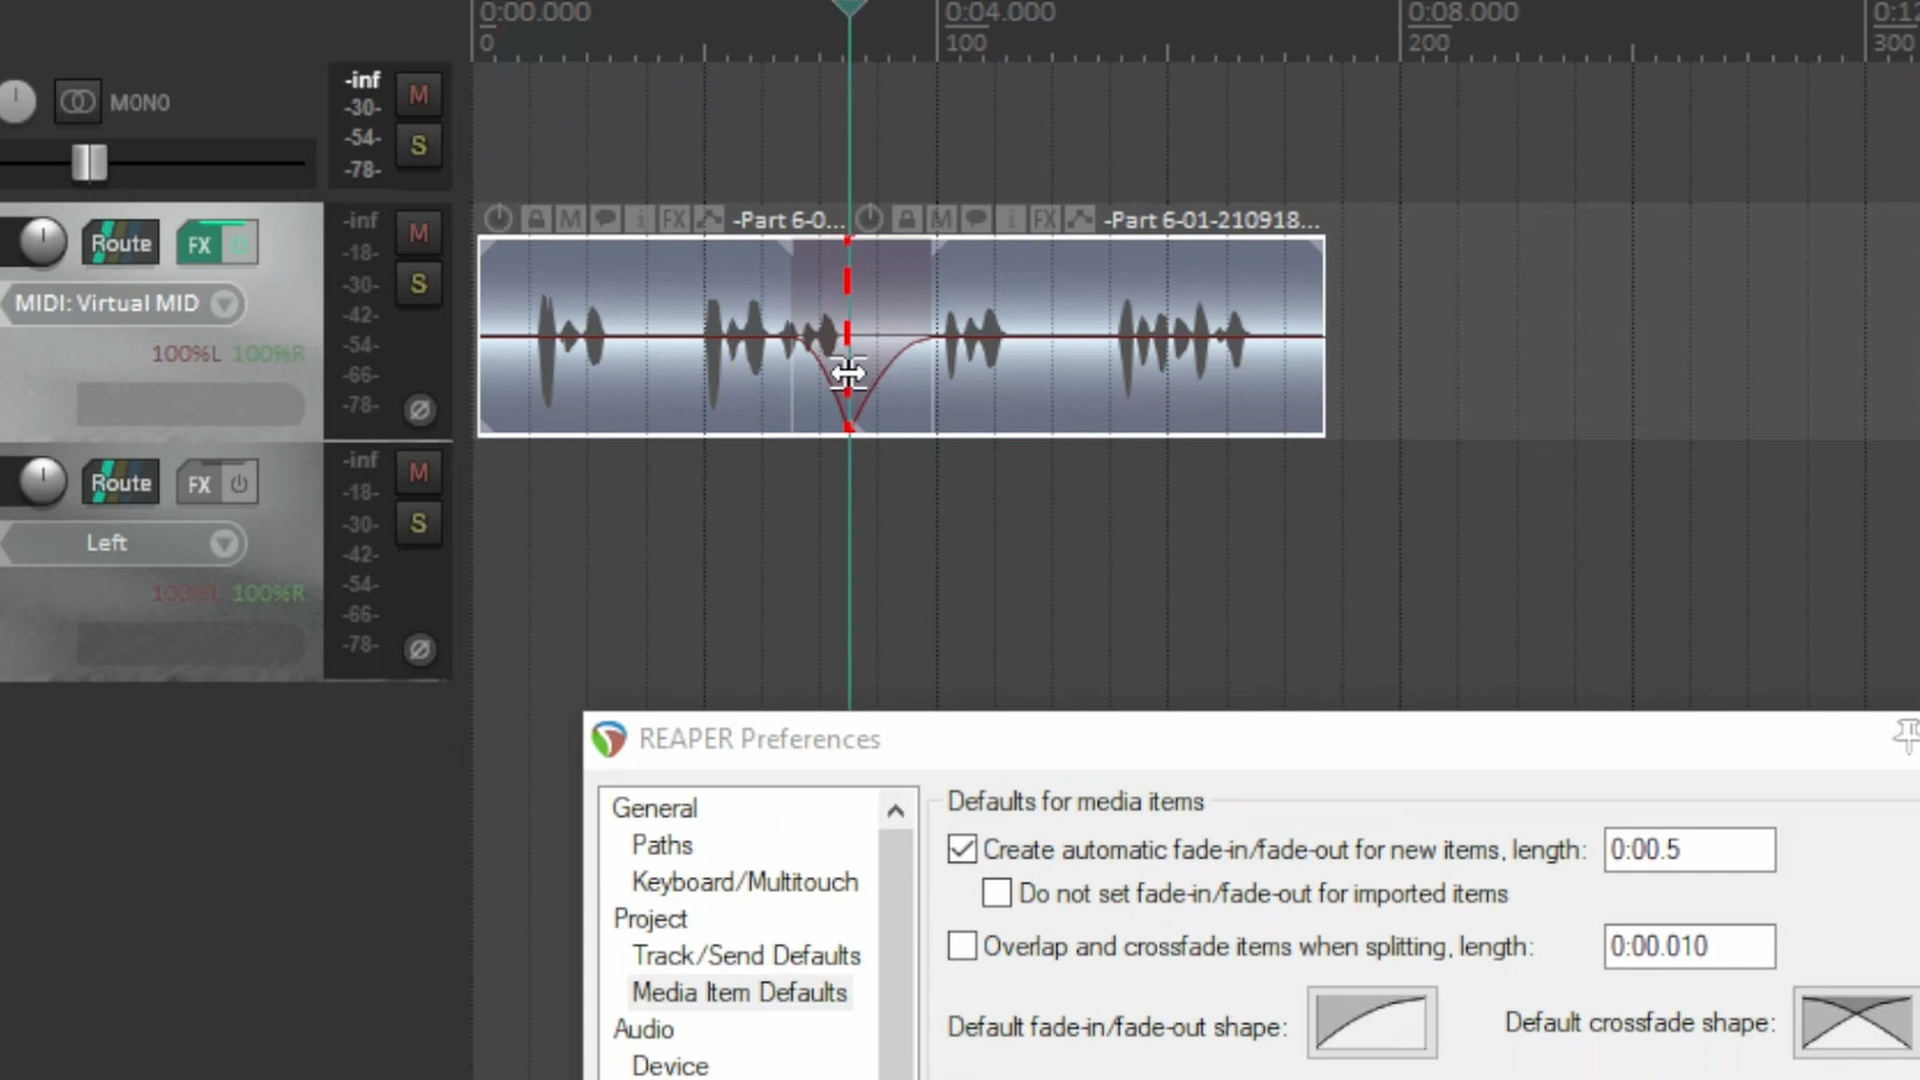 0:00.000 0:04.000 0:08.000 0:12
0 100 200 300
MONO
-inf M
-30-
-54- S
-78-
-Part 6-0... M FX -Part 6-01-210918...
Route FX
-inf M
-18-
-30- S
MIDI: Virtual MID
-42-
100%L 100%R
-54-
-66-
-78- Ø
Route FX
-inf M
-18-
-30- S
Left
-42-
-54-
100%L 100%R
-66-
-78- Ø
REAPER Preferences
General
Paths
Keyboard/Multitouch
Project
Track/Send Defaults
Media Item Defaults
Audio
Device
Defaults for media items
Create automatic fade-in/fade-out for new items, length: 0:00.5
Do not set fade-in/fade-out for imported items
Overlap and crossfade items when splitting, length: 0:00.010
Default fade-in/fade-out shape: Default crossfade shape: